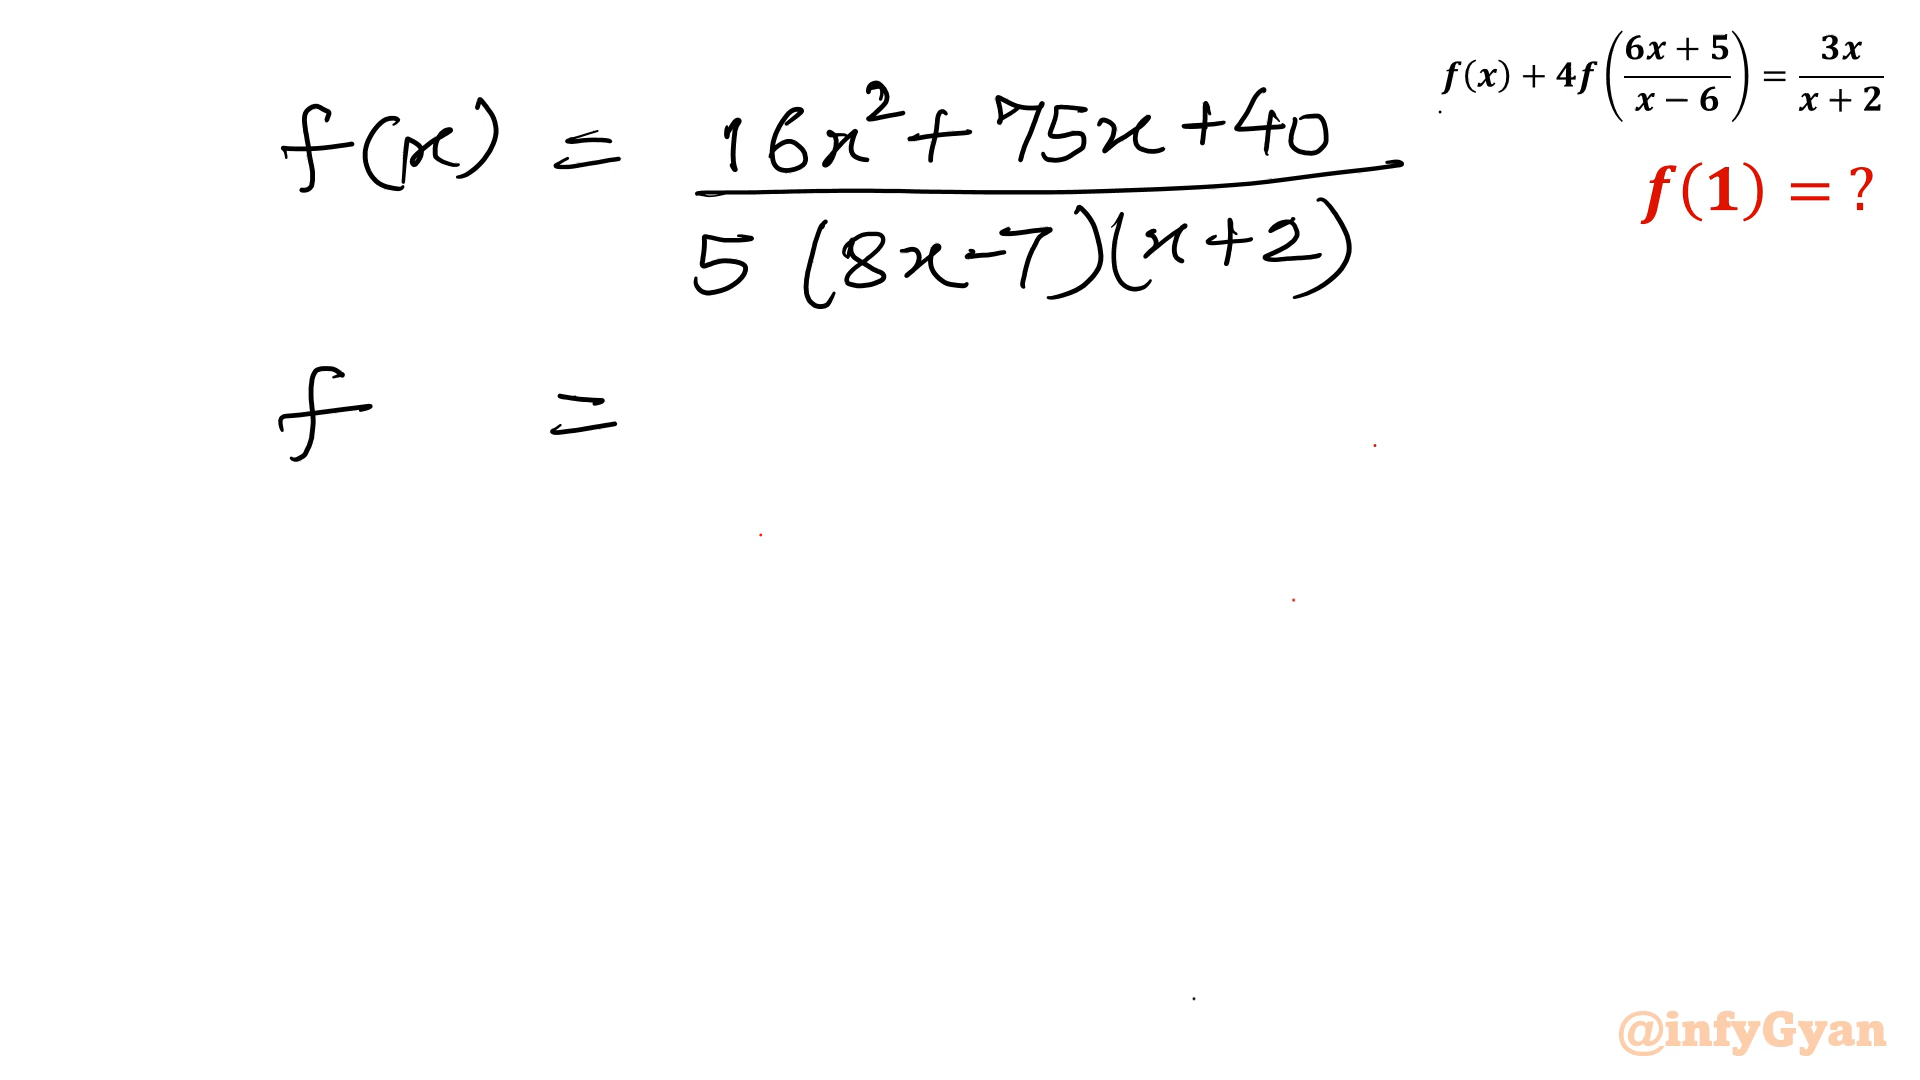 f(x) + 4f((6x + 5)/(x − 6)) = 3x/(x + 2)
f(1) = ?
f(x) = (16x² + 75x + 40)/(5 (8x − 7)(x + 2))
f =
@infyGyan